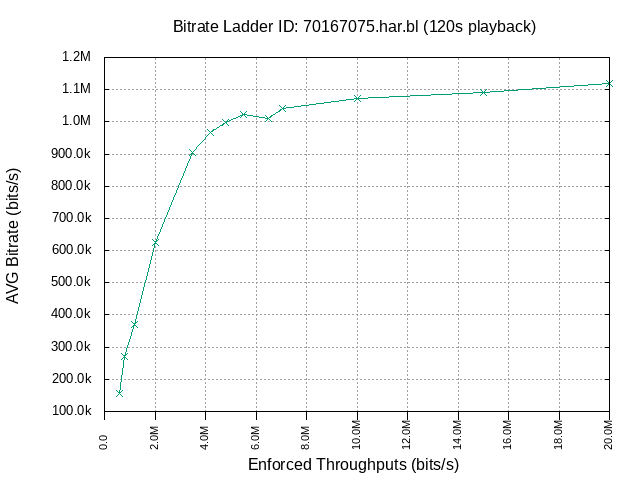 Bitrate Ladder ID: 70167075.har.bl (120s playback)
1.2M
1.1M
1.0M
900.0k
800.0k
700.0k
600.0k
500.0k
400.0k
300.0k
200.0k
100.0k
AVG Bitrate (bits/s)
0.0
2.0M
4.0M
6.0M
8.0M
10.0M
12.0M
14.0M
16.0M
18.0M
20.0M
Enforced Throughputs (bits/s)